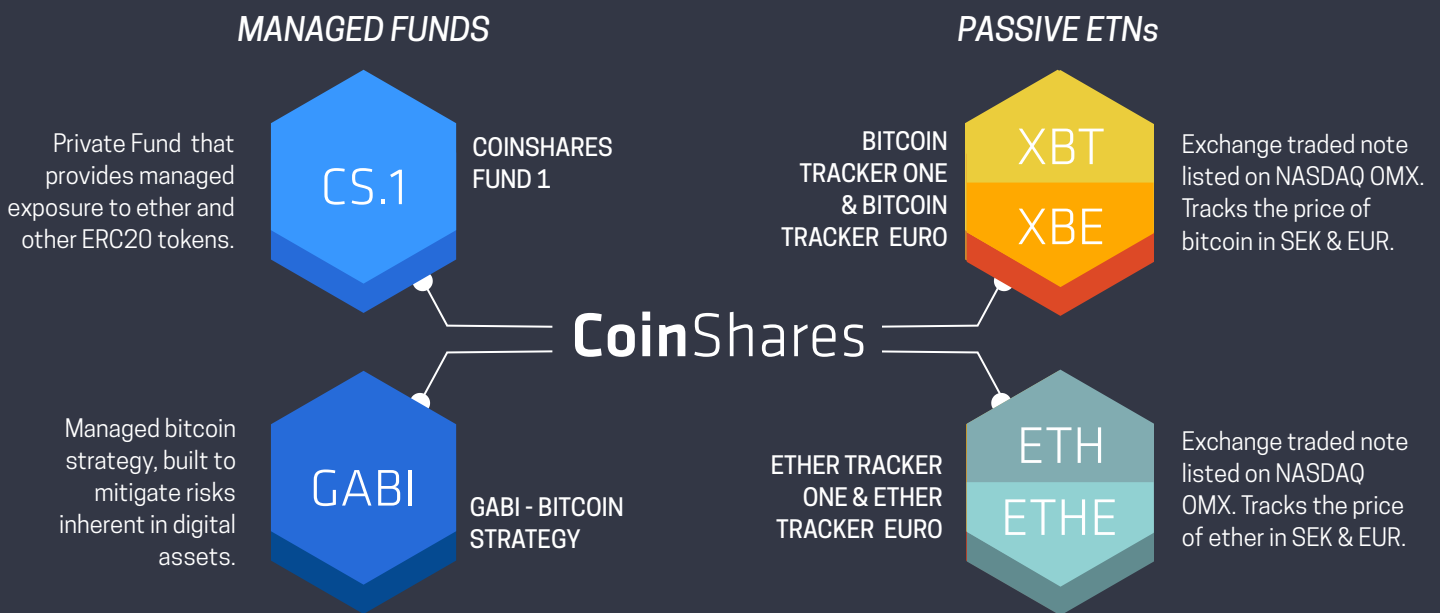 MANAGED FUNDS
PASSIVE ETNs
Private Fund that
provides managed
exposure to ether and
other ERC20 tokens.
CS.1
COINSHARES
FUND 1
BITCOIN
TRACKER ONE
& BITCOIN
TRACKER EURO
XBT
XBE
Exchange traded note
listed on NASDAQ OMX.
Tracks the price of
bitcoin in SEK & EUR.
CoinShares
Managed bitcoin
strategy, built to
mitigate risks
inherent in digital
assets.
GABI
GABI - BITCOIN
STRATEGY
ETHER TRACKER
ONE & ETHER
TRACKER EURO
ETH
ETHE
Exchange traded note
listed on NASDAQ
OMX. Tracks the price
of ether in SEK & EUR.